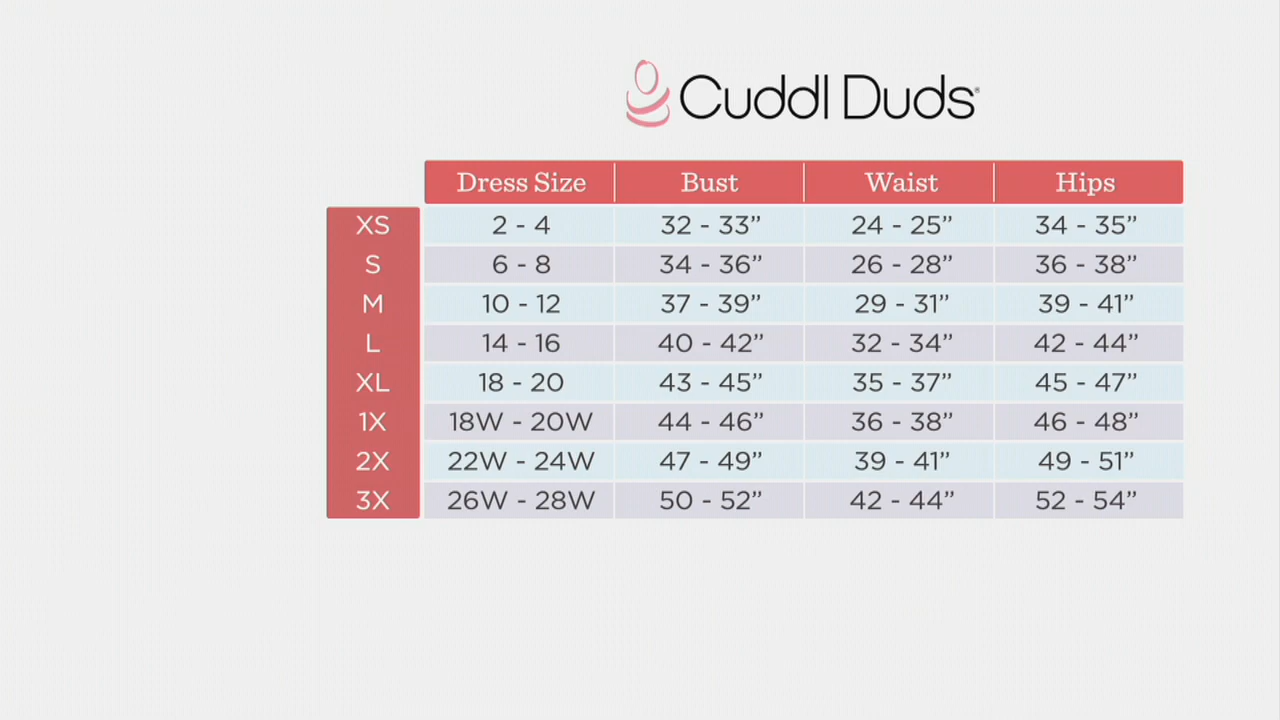 Cuddl Duds®
Dress Size Bust Waist Hips
XS 2 - 4 32 - 33” 24 - 25” 34 - 35”
S 6 - 8 34 - 36” 26 - 28” 36 - 38”
M 10 - 12 37 - 39” 29 - 31” 39 - 41”
L 14 - 16 40 - 42” 32 - 34” 42 - 44”
XL 18 - 20 43 - 45” 35 - 37” 45 - 47”
1X 18W - 20W 44 - 46” 36 - 38” 46 - 48”
2X 22W - 24W 47 - 49” 39 - 41” 49 - 51”
3X 26W - 28W 50 - 52” 42 - 44” 52 - 54”